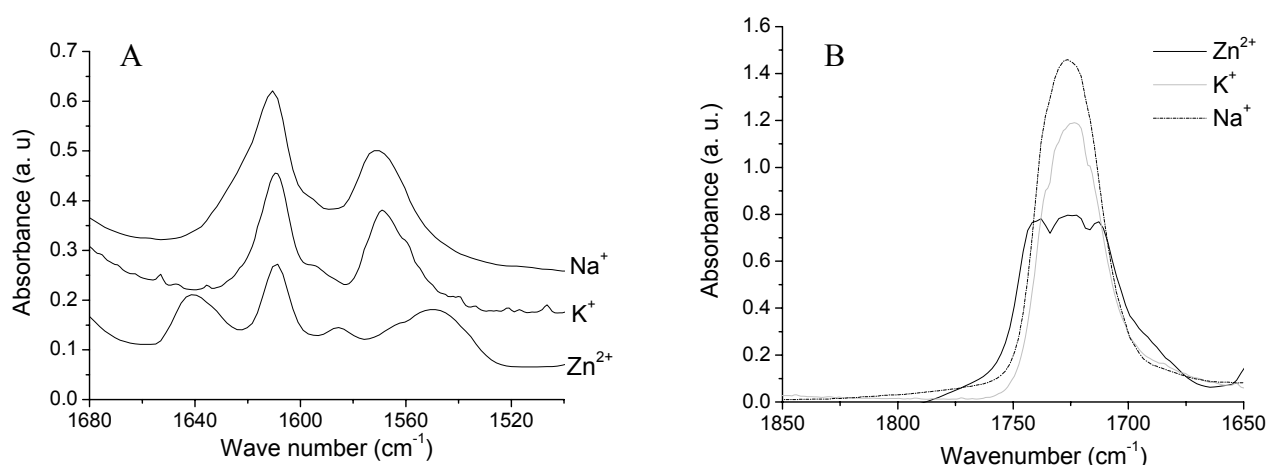 A
0.7
0.6
0.5
0.4
0.3
0.2
0.1
0.0
Absorbance (a. u)
Na⁺
K⁺
Zn²⁺
1680 1640 1600 1560 1520
Wave number (cm⁻¹)
B
1.6
1.4
1.2
1.0
0.8
0.6
0.4
0.2
0.0
Absorbance (a. u.)
Zn²⁺
K⁺
Na⁺
1850 1800 1750 1700 1650
Wavenumber (cm⁻¹)